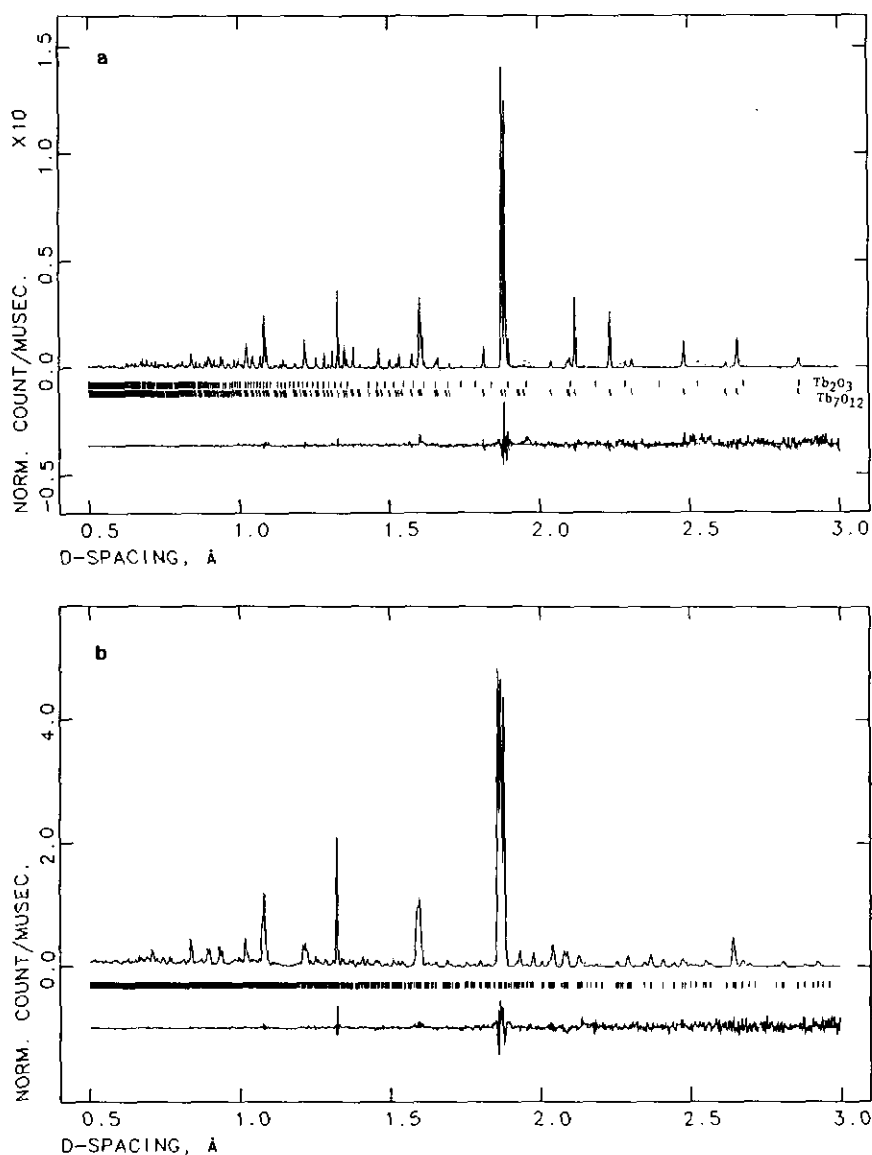 a
1.5
X10
1.0
0.5
0.0
NORM. COUNT/MUSEC.
-0.5
Tb2O3
Tb7O12
0.5 1.0 1.5 2.0 2.5 3.0
D-SPACING, Å
b
4.0
2.0
0.0
NORM. COUNT/MUSEC.
0.5 1.0 1.5 2.0 2.5 3.0
D-SPACING, Å